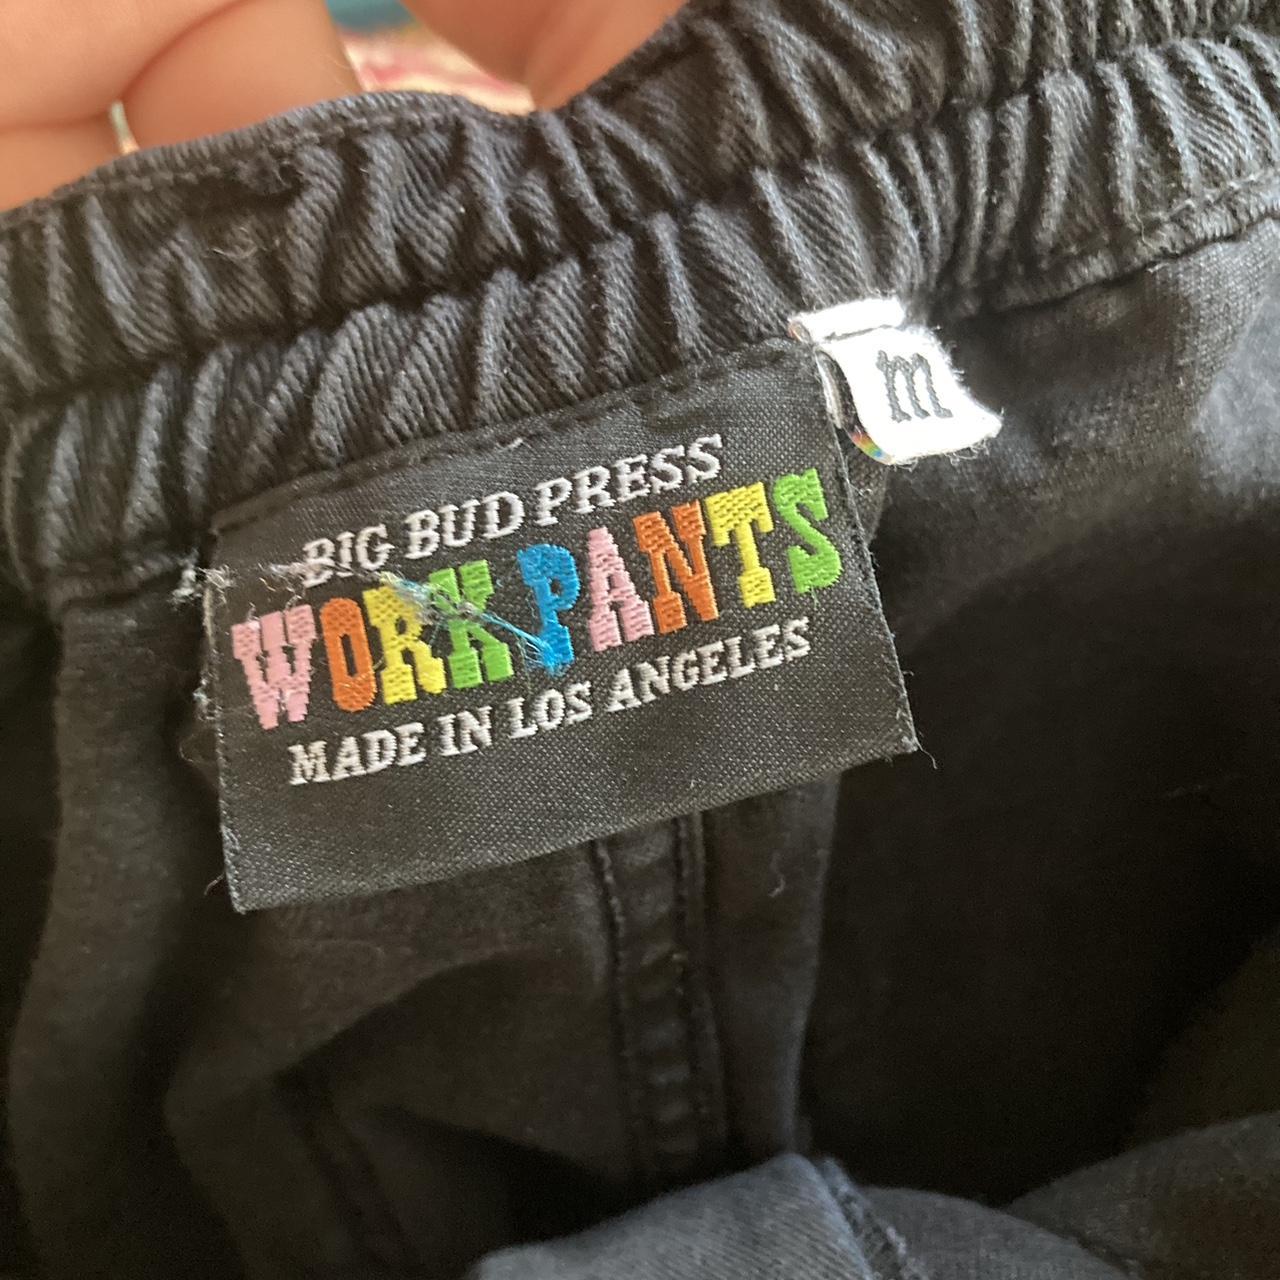 BIG BUD PRESS
WORK PANTS
MADE IN LOS ANGELES
m